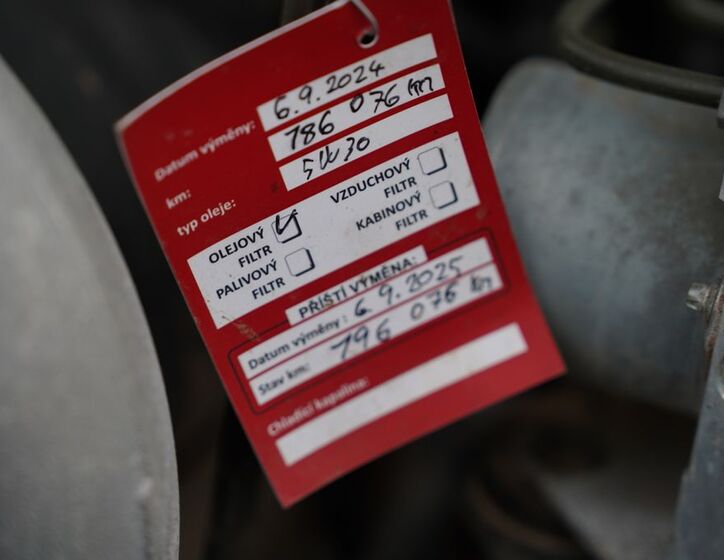 Datum výměny: 6.9.2024
km: 786 076 km
typ oleje: 5W30
OLEJOVÝ FILTR
VZDUCHOVÝ FILTR
PALIVOVÝ FILTR
KABINOVÝ FILTR
PŘÍŠTÍ VÝMĚNA:
Datum výměny: 6.9.2025
Stav km: 796 076 km
Chladící kapalina: